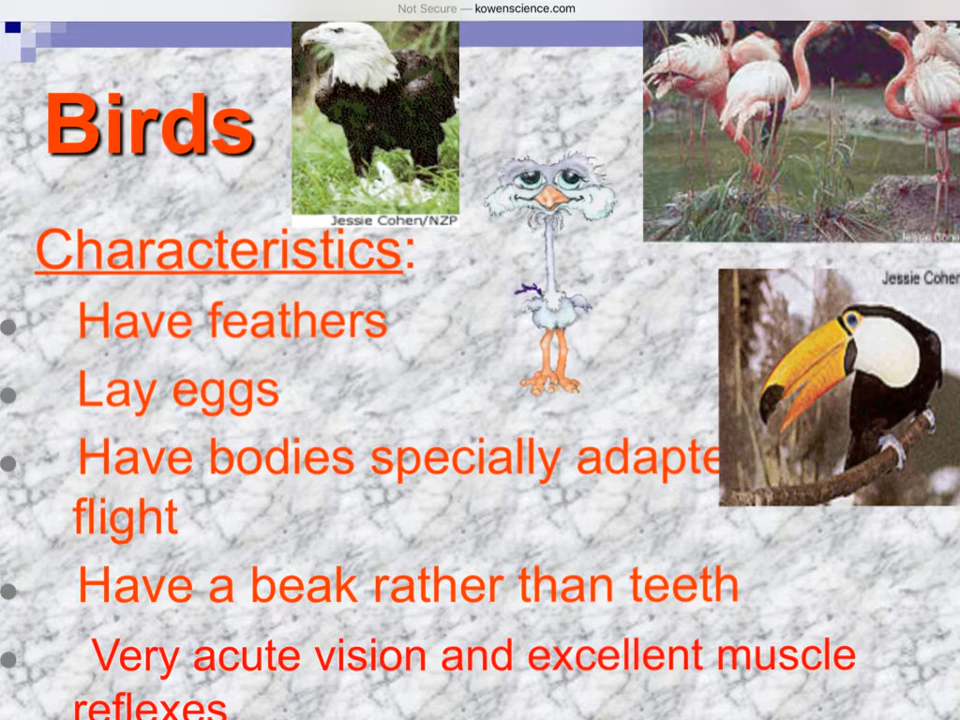 Not Secure — kowenscience.com
Birds
Jessie Cohen/NZP
Jessie Cohen
Characteristics:
Have feathers
Lay eggs
Have bodies specially adapte
flight
Have a beak rather than teeth
Very acute vision and excellent muscle
reflexes